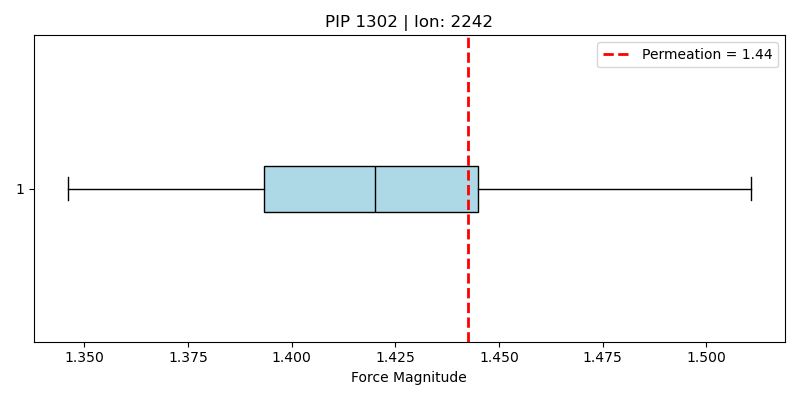 PIP 1302 | Ion: 2242
Permeation = 1.44
1
1.350 1.375 1.400 1.425 1.450 1.475 1.500
Force Magnitude